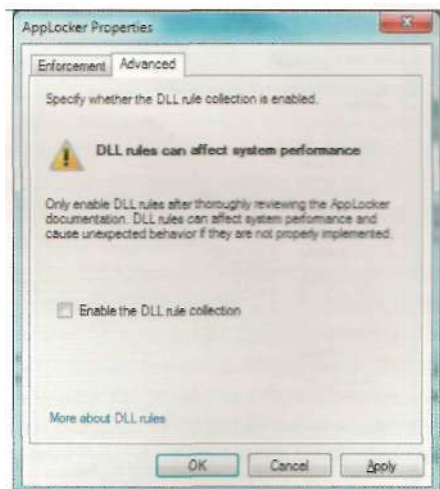 AppLocker Properties
Enforcement Advanced
Specify whether the DLL rule collection is enabled.
DLL rules can affect system performance
Only enable DLL rules after thoroughly reviewing the AppLocker
documentation. DLL rules can affect system performance and
cause unexpected behavior if they are not properly implemented.
Enable the DLL rule collection
More about DLL rules
OK Cancel Apply